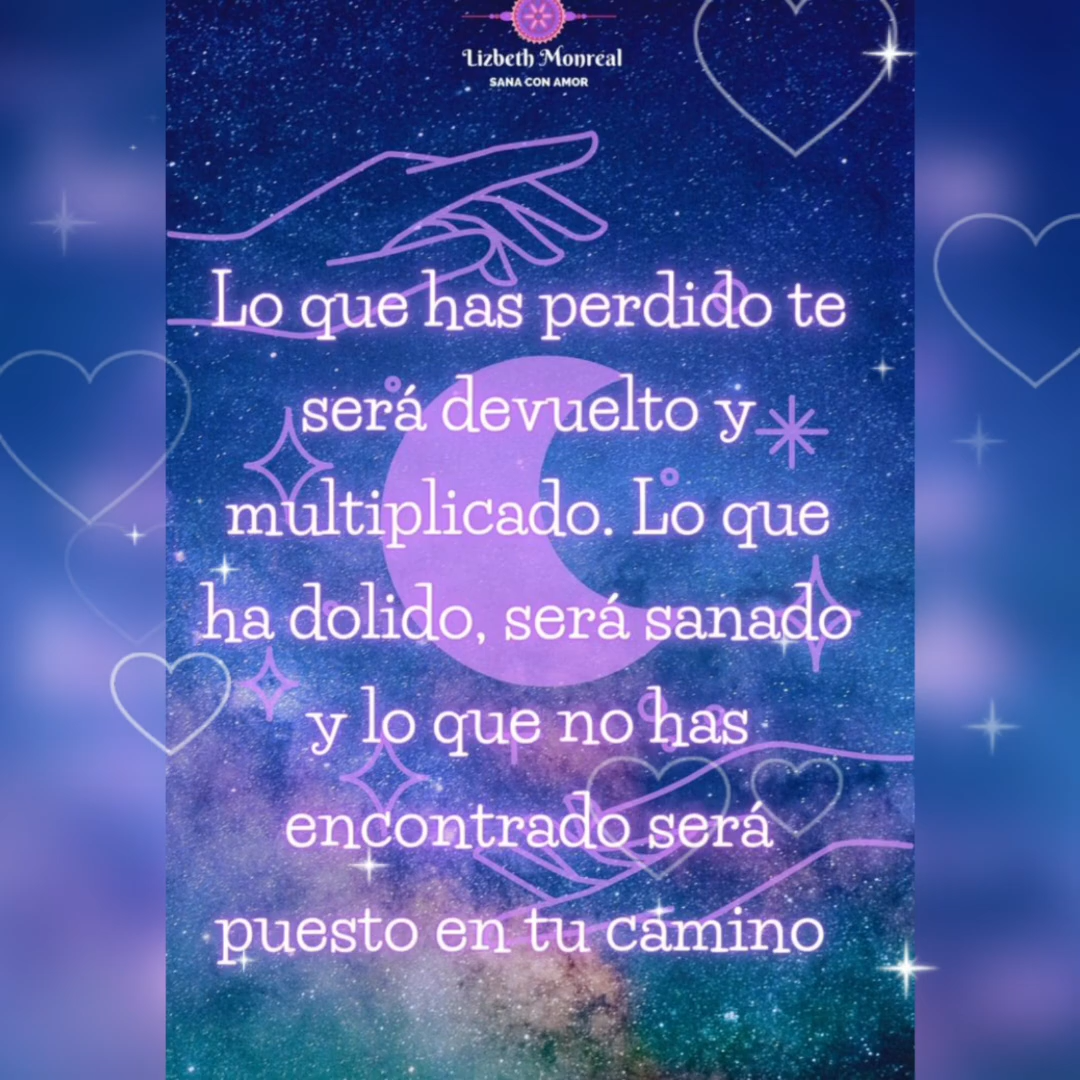 Lizbeth Monreal
SANA CON AMOR
Lo que has perdido te
será devuelto y
multiplicado. Lo que
ha dolido, será sanado
y lo que no has
encontrado será
puesto en tu camino